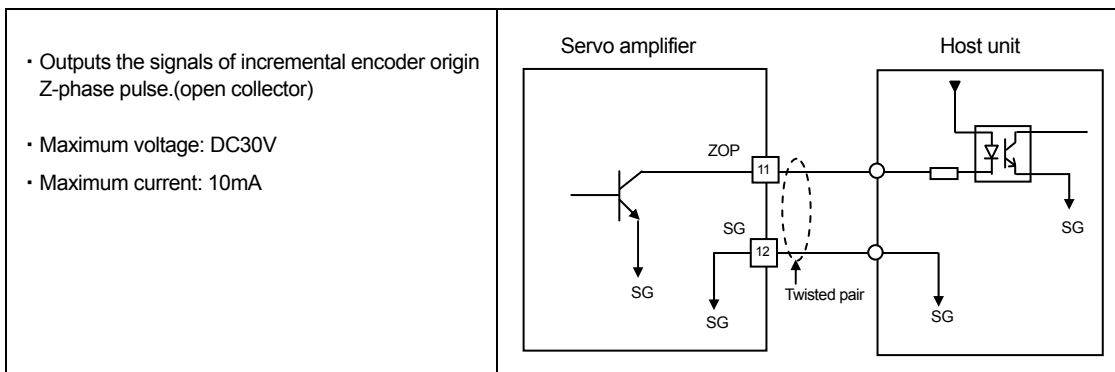 ・Outputs the signals of incremental encoder origin
Z-phase pulse.(open collector)
・Maximum voltage: DC30V
・Maximum current: 10mA
Servo amplifier
Host unit
ZOP
11
SG
SG
12
SG
Twisted pair
SG
SG